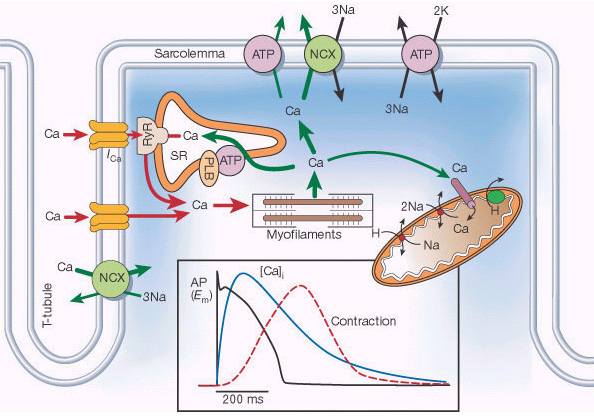 3Na
2K
Sarcolemma
ATP
NCX
ATP
3Na
Ca
Ca
I Ca
RyR
Ca
SR
PLB
ATP
Ca
Ca
Ca
Ca
Myofilaments
2Na
H
Na
Ca
H
Ca
NCX
3Na
T-tubule
AP
(Em)
[Ca]i
Contraction
200 ms